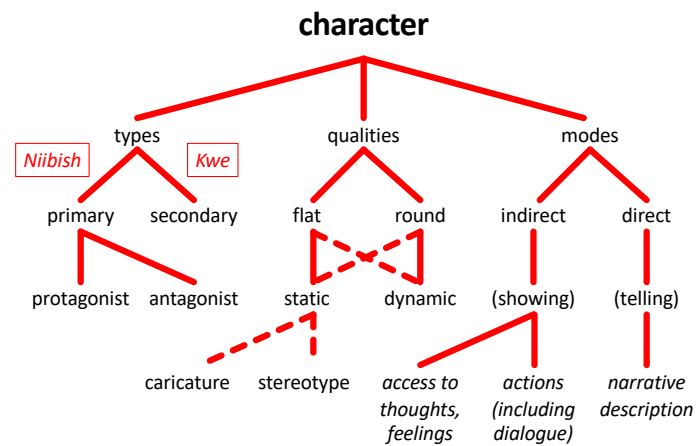 character
types qualities modes
Niibish Kwe
primary secondary flat round indirect direct
protagonist antagonist static dynamic (showing) (telling)
caricature stereotype access to actions narrative
thoughts, (including description
feelings dialogue)